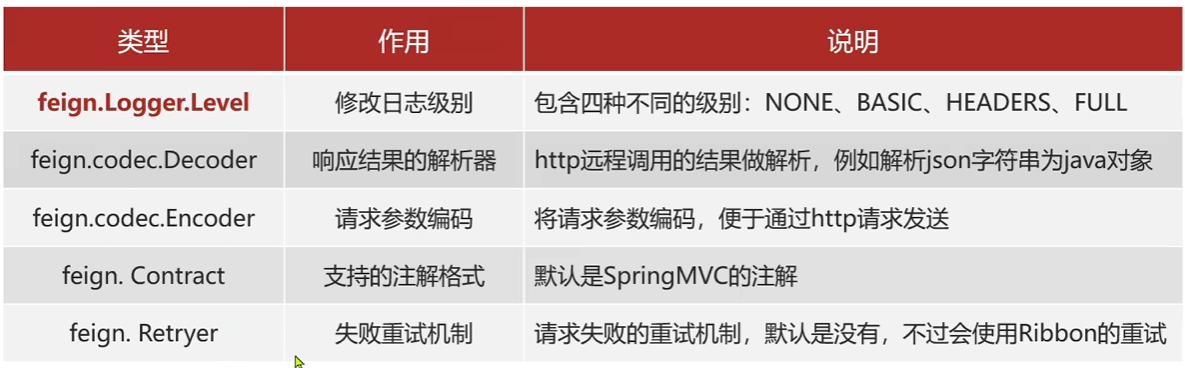 类型 作用 说明
feign.Logger.Level 修改日志级别 包含四种不同的级别：NONE、BASIC、HEADERS、FULL
feign.codec.Decoder 响应结果的解析器 http远程调用的结果做解析，例如解析json字符串为java对象
feign.codec.Encoder 请求参数编码 将请求参数编码，便于通过http请求发送
feign. Contract 支持的注解格式 默认是SpringMVC的注解
feign. Retryer 失败重试机制 请求失败的重试机制，默认是没有，不过会使用Ribbon的重试